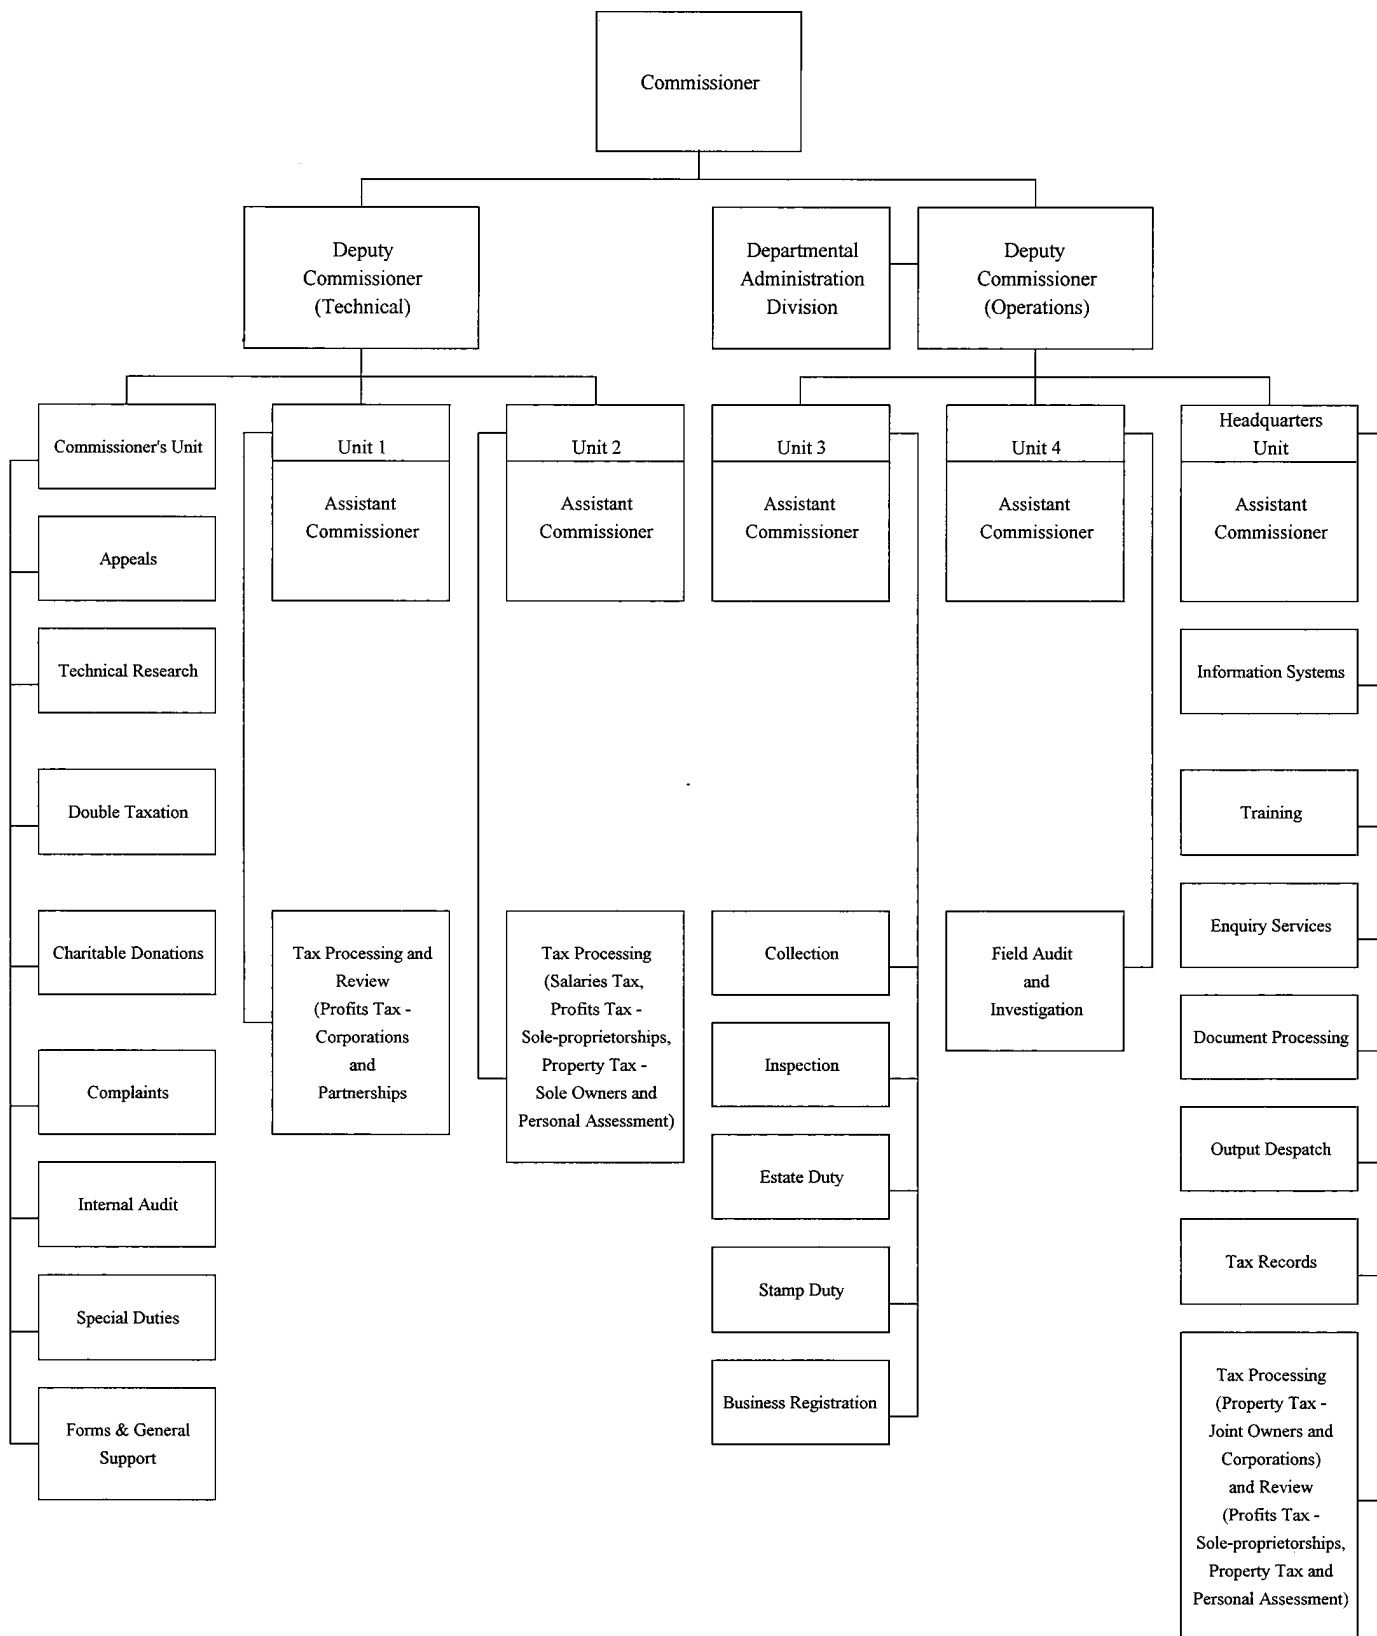 Commissioner
Deputy
Commissioner
(Technical)
Departmental
Administration
Division
Deputy
Commissioner
(Operations)
Commissioner's Unit
Appeals
Technical Research
Double Taxation
Charitable Donations
Complaints
Internal Audit
Special Duties
Forms & General
Support
Unit 1
Assistant
Commissioner
Tax Processing and
Review
(Profits Tax -
Corporations
and
Partnerships
Unit 2
Assistant
Commissioner
Tax Processing
(Salaries Tax,
Profits Tax -
Sole-proprietorships,
Property Tax -
Sole Owners and
Personal Assessment)
Unit 3
Assistant
Commissioner
Collection
Inspection
Estate Duty
Stamp Duty
Business Registration
Unit 4
Assistant
Commissioner
Field Audit
and
Investigation
Headquarters
Unit
Assistant
Commissioner
Information Systems
Training
Enquiry Services
Document Processing
Output Despatch
Tax Records
Tax Processing
(Property Tax -
Joint Owners and
Corporations)
and Review
(Profits Tax -
Sole-proprietorships,
Property Tax and
Personal Assessment)